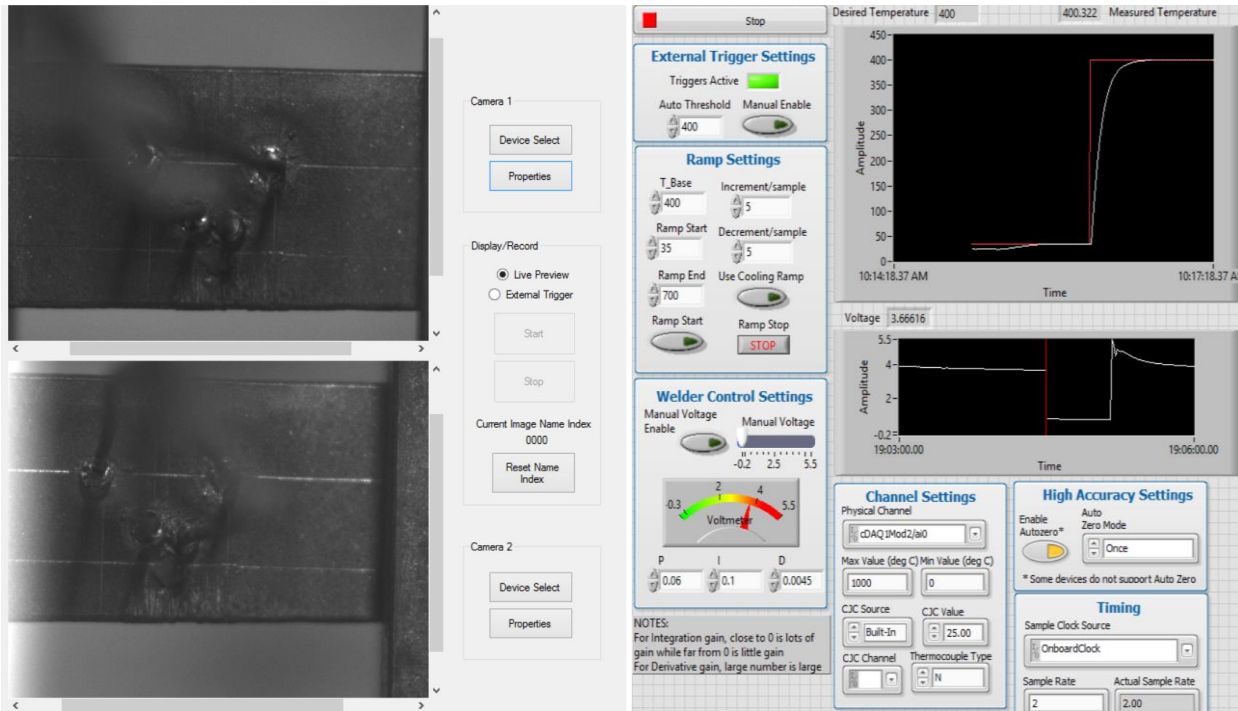 Camera 1
Device Select
Properties
Display/Record
Live Preview
External Trigger
Start
Stop
Current Image Name Index
0000
Reset Name
Index
Camera 2
Device Select
Properties
Stop
External Trigger Settings
Triggers Active
Auto Threshold Manual Enable
400
Ramp Settings
T_Base Increment/sample
400 5
Ramp Start Decrement/sample
35 5
Ramp End Use Cooling Ramp
700
Ramp Start Ramp Stop
STOP
Welder Control Settings
Manual Voltage
Enable
Manual Voltage
-0.2 2.5 5.5
-0.3 2 4 5.5
Voltmeter
P I D
0.06 0.1 0.0045
NOTES:
For Integration gain, close to 0 is lots of
gain while far from 0 is little gain
For Derivative gain, large number is large
Desired Temperature 400 400.322 Measured Temperature
450-
400-
350-
300-
250-
200-
150-
100-
50-
0-
Amplitude
10:14:18.37 AM 10:17:18.37 A
Time
Voltage 3.66616
5.5-
4-
2-
-0.2-
Amplitude
19:03:00.00 19:06:00.00
Time
Channel Settings
Physical Channel
cDAQ1Mod2/ai0
Max Value (deg C) Min Value (deg C)
1000 0
CJC Source CJC Value
Built-In 25.00
CJC Channel Thermocouple Type
N
High Accuracy Settings
Enable
Autozero*
Auto
Zero Mode
Once
* Some devices do not support Auto Zero
Timing
Sample Clock Source
OnboardClock
Sample Rate Actual Sample Rate
2 2.00